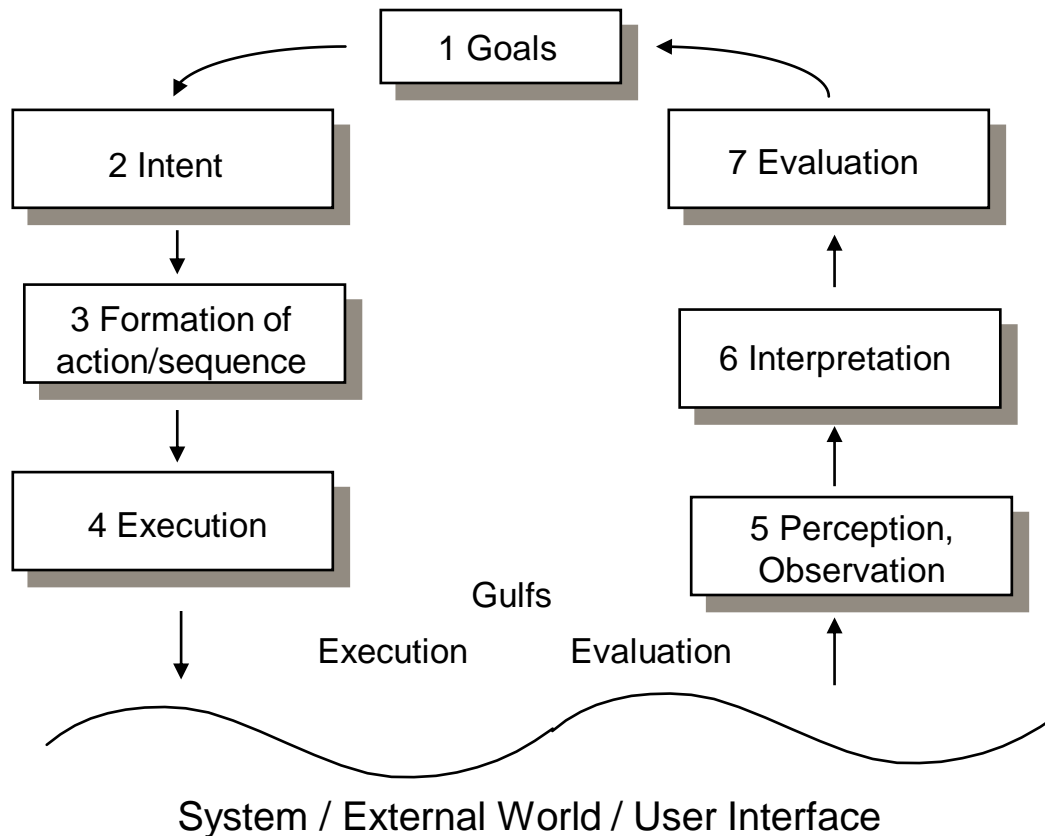 1 Goals
2 Intent
7 Evaluation
3 Formation of
action/sequence
6 Interpretation
4 Execution
5 Perception,
Observation
Gulfs
Execution
Evaluation
System / External World / User Interface